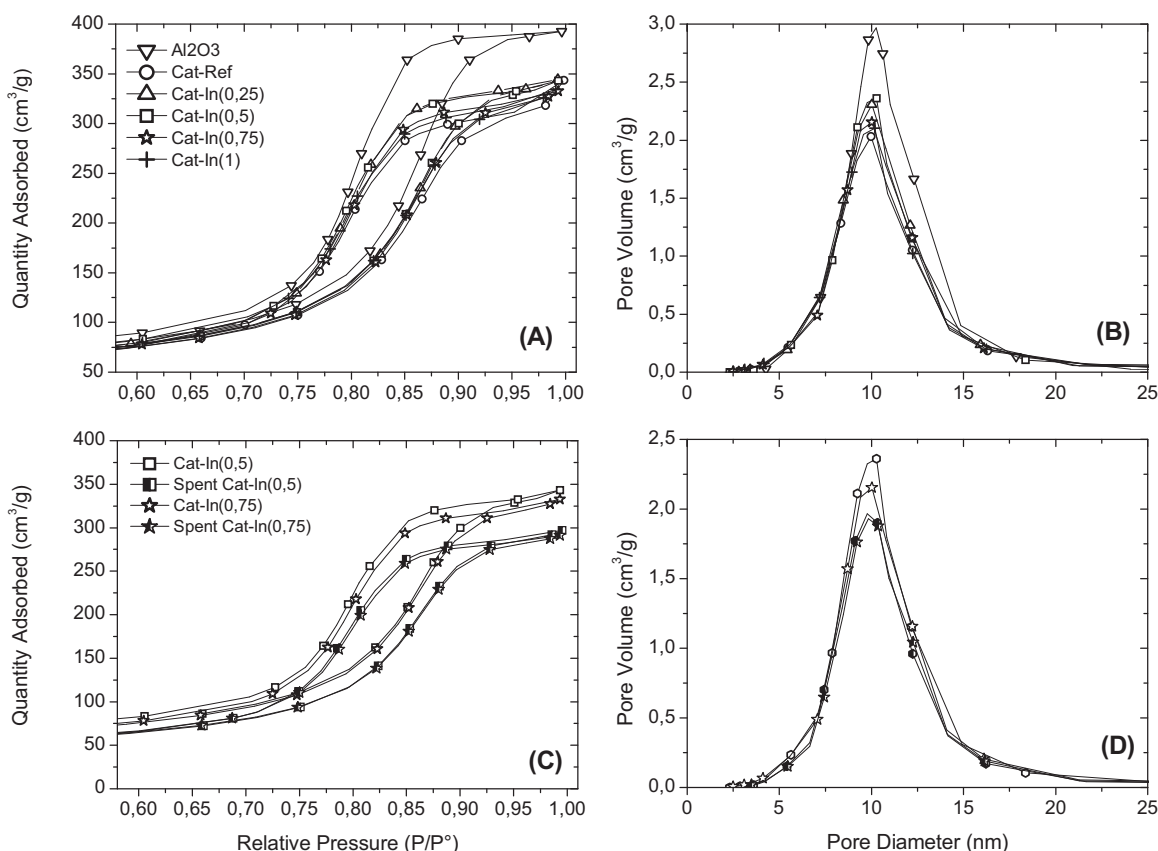 400
350
300
250
200
150
100
50
Quantity Adsorbed (cm³/g)
Al2O3
Cat-Ref
Cat-In(0,25)
Cat-In(0,5)
Cat-In(0,75)
Cat-In(1)
(A)
0,60 0,65 0,70 0,75 0,80 0,85 0,90 0,95 1,00
3,0
2,5
2,0
1,5
1,0
0,5
0,0
Pore Volume (cm³/g)
(B)
0 5 10 15 20 25
400
350
300
250
200
150
100
50
0
Quantity Adsorbed (cm³/g)
Cat-In(0,5)
Spent Cat-In(0,5)
Cat-In(0,75)
Spent Cat-In(0,75)
(C)
0,60 0,65 0,70 0,75 0,80 0,85 0,90 0,95 1,00
Relative Pressure (P/P°)
2,5
2,0
1,5
1,0
0,5
0,0
Pore Volume (cm³/g)
(D)
0 5 10 15 20 25
Pore Diameter (nm)